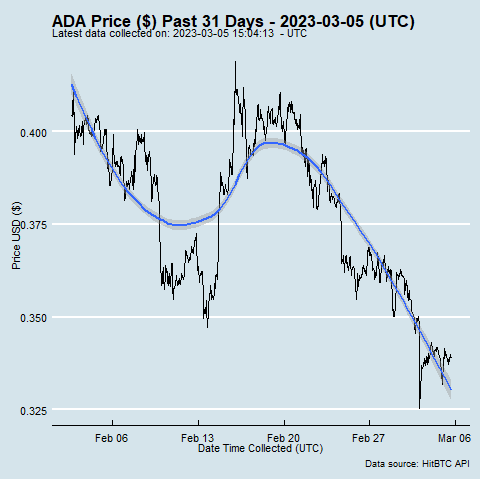 ADA Price ($) Past 31 Days - 2023-03-05 (UTC)
Latest data collected on: 2023-03-05 15:04:13 - UTC
0.400
0.375
0.350
0.325
Price USD ($)
Feb 06 Feb 13 Feb 20 Feb 27 Mar 06
Date Time Collected (UTC)
Data source: HitBTC API